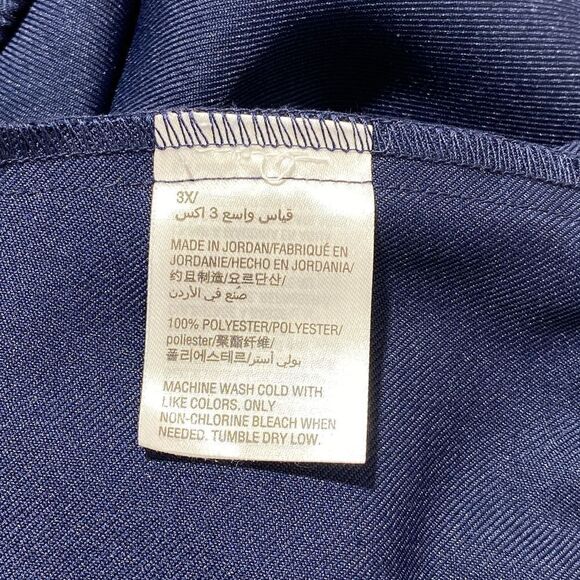 3X/
قياس واسع 3 اكس
MADE IN JORDAN/FABRIQUÉ EN
JORDANIE/HECHO EN JORDANIA/
约旦制造/요르단산/
صنع في الأردن
100% POLYESTER/POLYESTER/
poliester/聚酯纤维/
폴리에스테르/بولي أستر
MACHINE WASH COLD WITH
LIKE COLORS. ONLY
NON-CHLORINE BLEACH WHEN
NEEDED. TUMBLE DRY LOW.